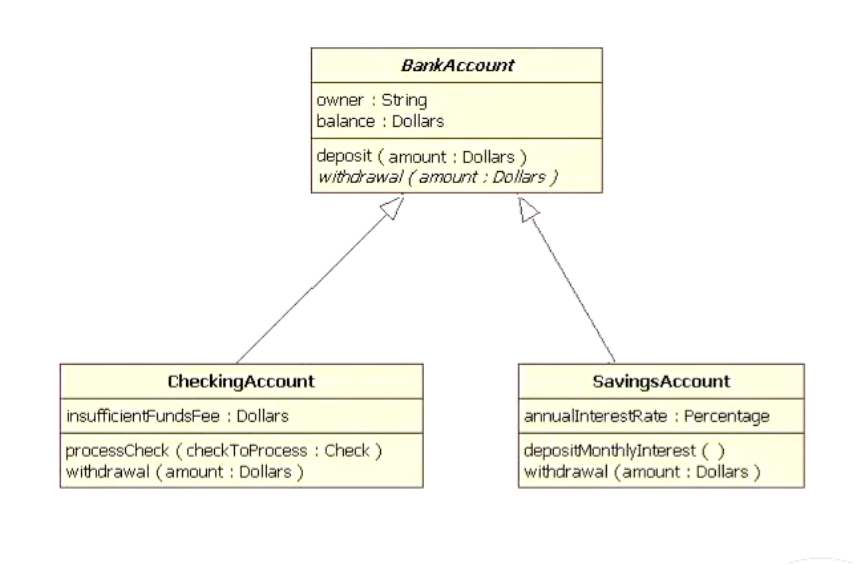 BankAccount
owner : String
balance : Dollars
deposit ( amount : Dollars )
withdrawal ( amount : Dollars )
CheckingAccount
insufficientFundsFee : Dollars
processCheck ( checkToProcess : Check )
withdrawal ( amount : Dollars )
SavingsAccount
annualInterestRate : Percentage
depositMonthlyInterest ( )
withdrawal ( amount : Dollars )